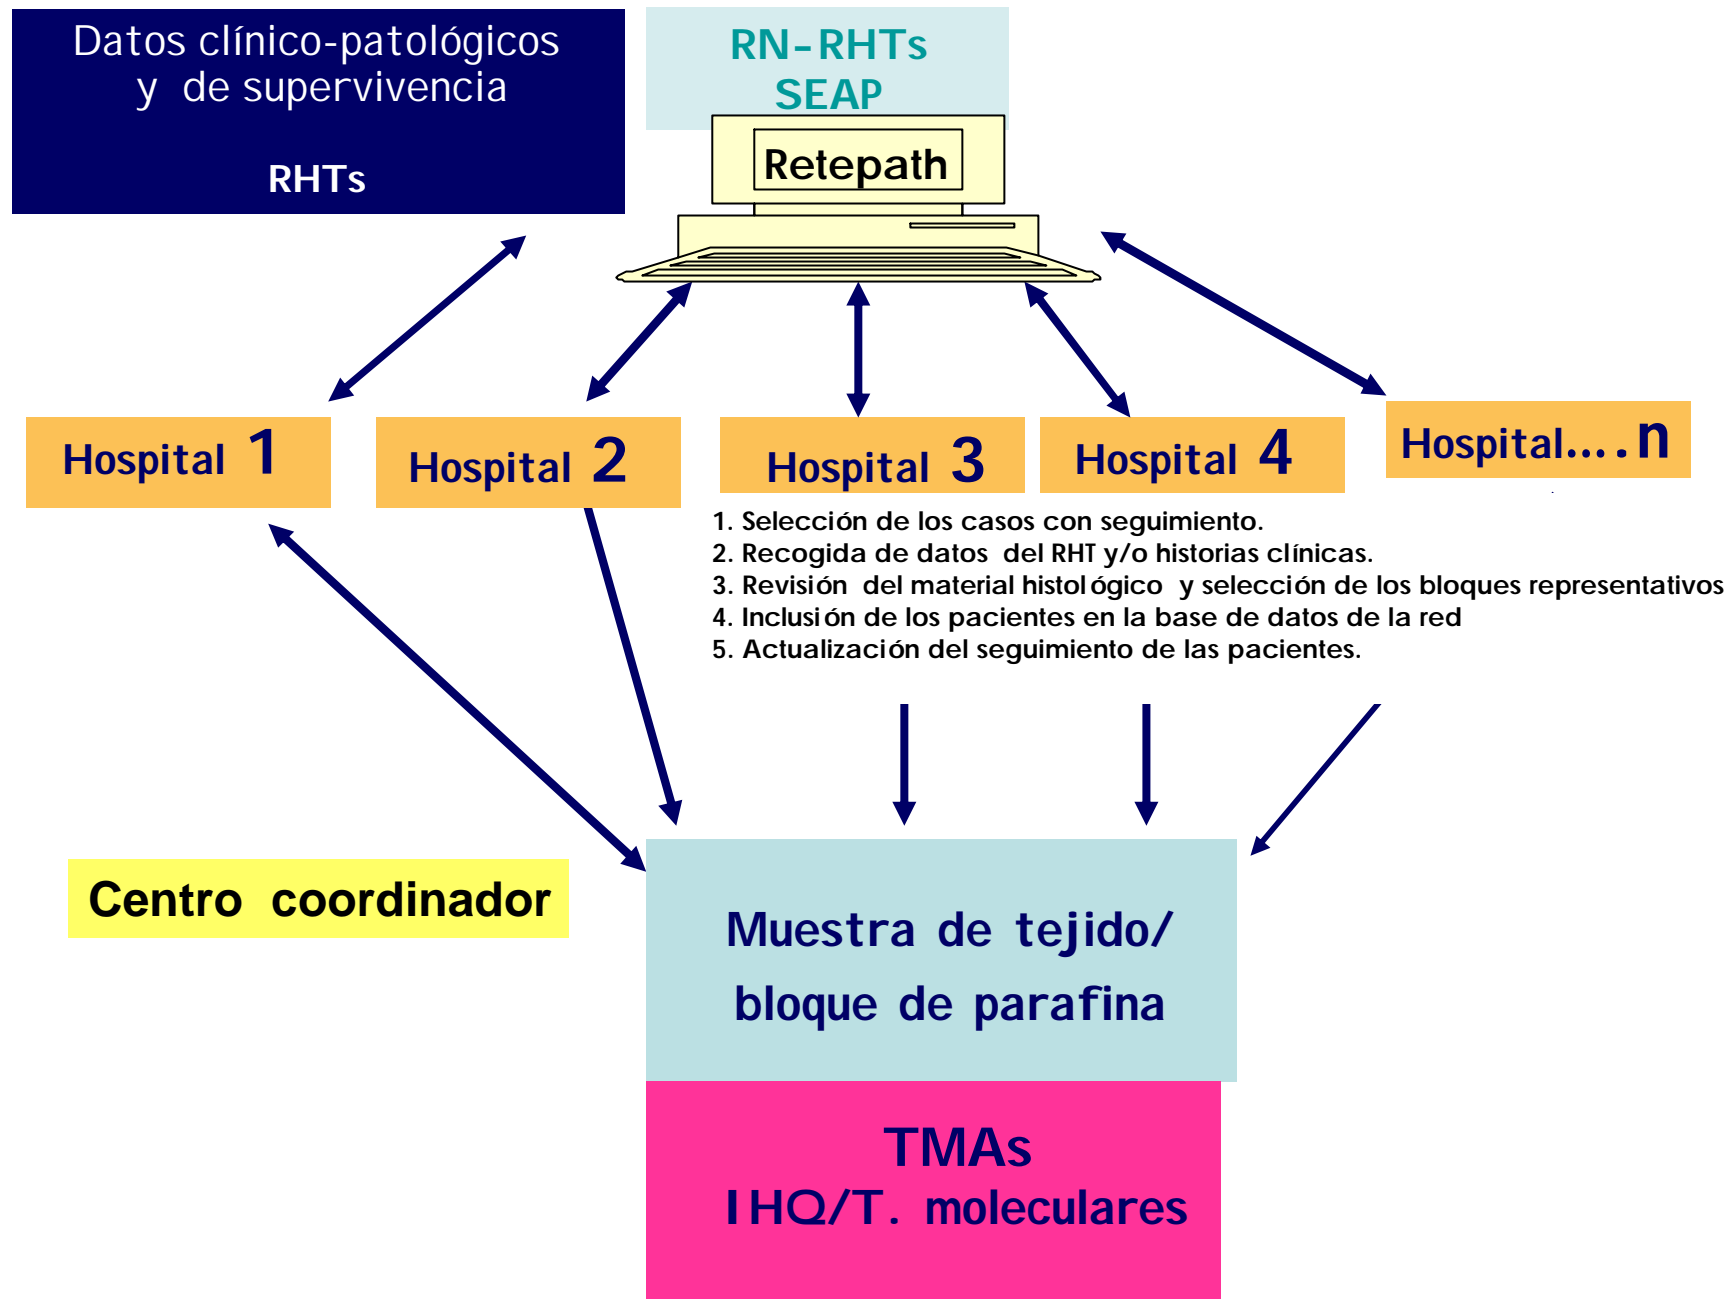 Datos clínico-patológicos
y de supervivencia
RHTs
RN-RHTs
SEAP
Retepath
Hospital 1
Hospital 2
Hospital 3
Hospital 4
Hospital....n
1. Selección de los casos con seguimiento.
2. Recogida de datos del RHT y/o historias clínicas.
3. Revisión del material histológico y selección de los bloques representativos
4. Inclusión de los pacientes en la base de datos de la red
5. Actualización del seguimiento de las pacientes.
Centro coordinador
Muestra de tejido/
bloque de parafina
TMAs
IHQ/T. moleculares